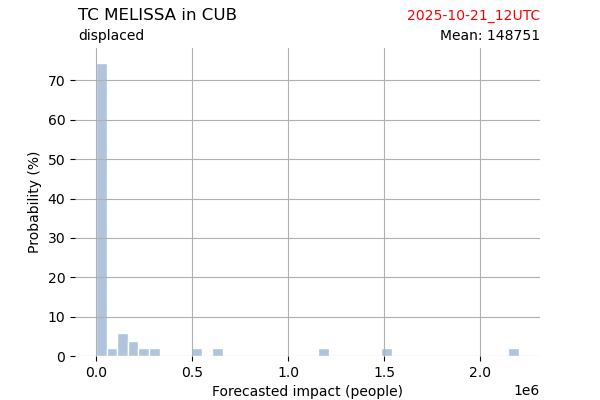 TC MELISSA in CUB
2025-10-21_12UTC
displaced
Mean: 148751
Probability (%)
70
60
50
40
30
20
10
0
0.0 0.5 1.0 1.5 2.0
1e6
Forecasted impact (people)